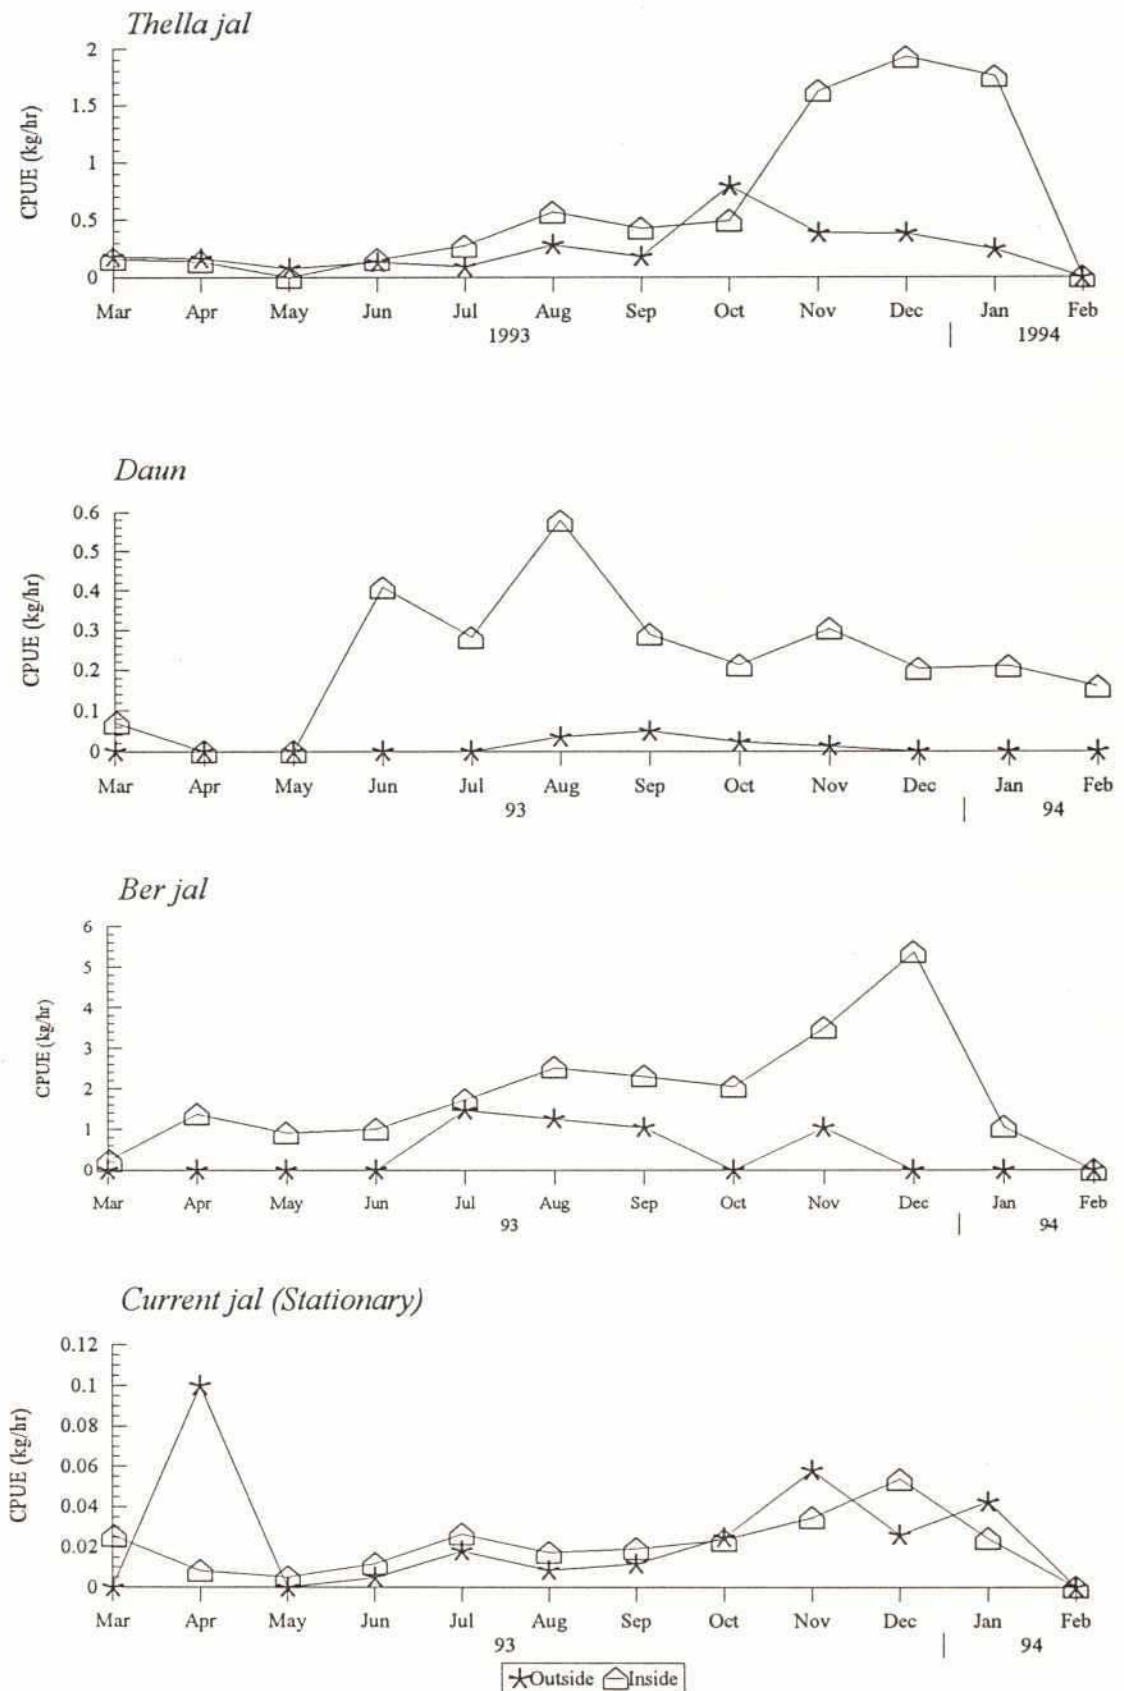 Thella jal
CPUE (kg/hr)
2
1.5
1
0.5
0
Mar Apr May Jun Jul Aug Sep Oct Nov Dec Jan Feb
1993 | 1994
Daun
CPUE (kg/hr)
0.6
0.5
0.4
0.3
0.2
0.1
0
Mar Apr May Jun Jul Aug Sep Oct Nov Dec Jan Feb
93 | 94
Ber jal
CPUE (kg/hr)
6
5
4
3
2
1
0
Mar Apr May Jun Jul Aug Sep Oct Nov Dec Jan Feb
93 | 94
Current jal (Stationary)
CPUE (kg/hr)
0.12
0.1
0.08
0.06
0.04
0.02
0
Mar Apr May Jun Jul Aug Sep Oct Nov Dec Jan Feb
93 | 94
Outside Inside